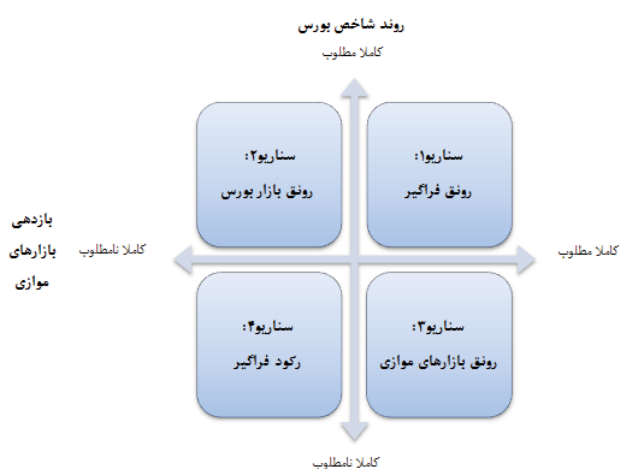 روند شاخص بورس
کاملا مطلوب
سناریو۱:
رونق فراگیر
سناریو۲:
رونق بازار بورس
کاملا مطلوب
کاملا نامطلوب
بازدهی
بازارهای
موازی
سناریو۳:
رونق بازارهای موازی
سناریو۴:
رکود فراگیر
کاملا نامطلوب